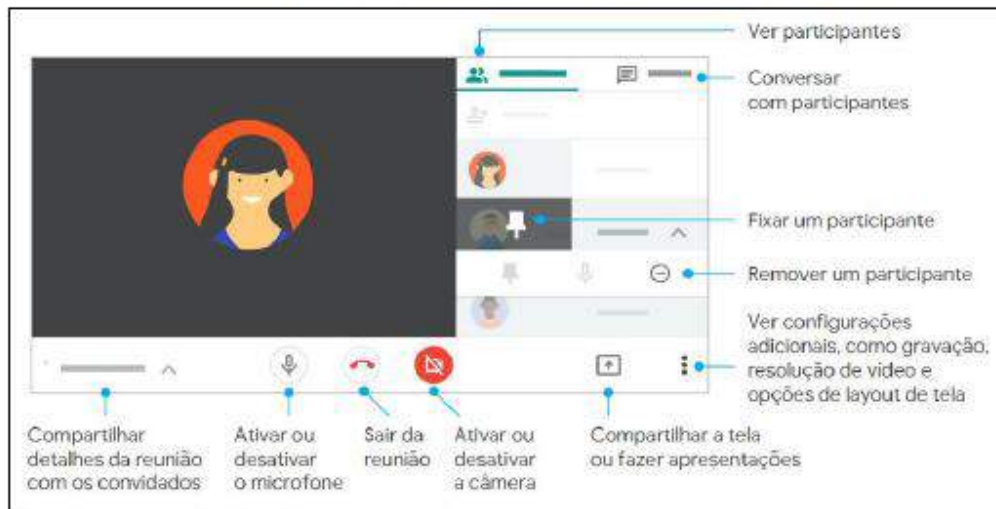 Ver participantes
Conversar
com participantes
Fixar um participante
Remover um participante
Ver configurações
adicionais, como gravação,
resolução de vídeo e
opções de layout de tela
Compartilhar
detalhes da reunião
com os convidados
Ativar ou
desativar
o microfone
Sair da
reunião
Ativar ou
desativar
a câmera
Compartilhar a tela
ou fazer apresentações